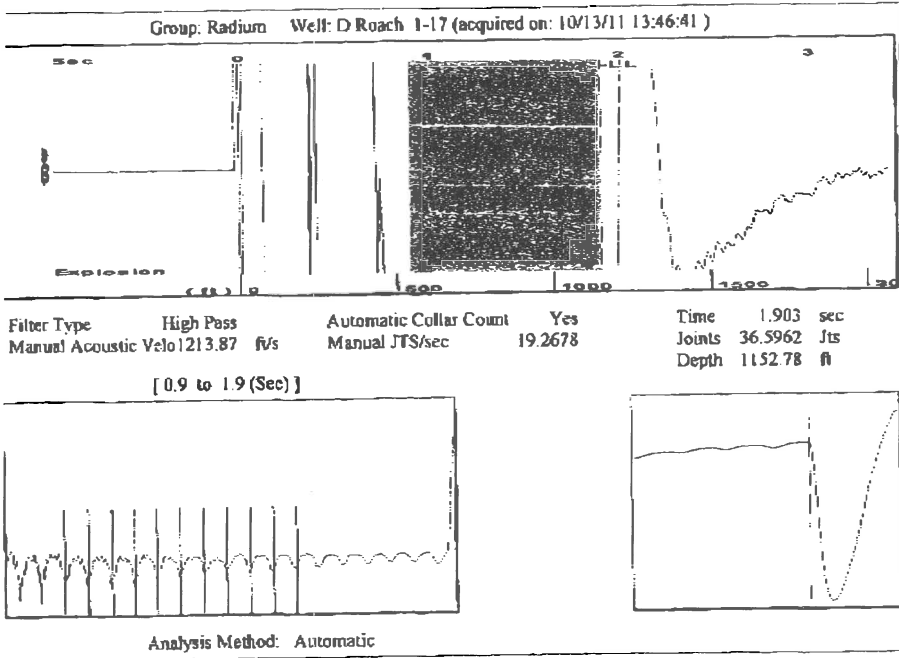 Group: Radium Well: D Roach 1-17 (acquired on: 10/13/11 13:46:41 )
Sec 0 1 2 3
Explosion
(ft) 0 500 1000 1500
Filter Type High Pass
Manual Acoustic Velo 1213.87 ft/s
Automatic Collar Count Yes
Manual JTS/sec 19.2678
Time 1.903 sec
Joints 36.5962 Jts
Depth 1152.78 ft
[ 0.9 to 1.9 (Sec) ]
Analysis Method: Automatic